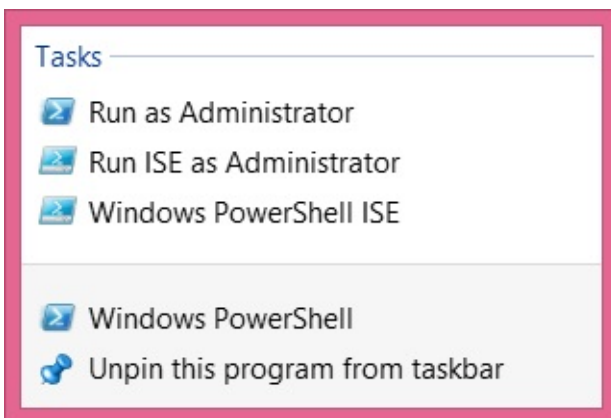 Tasks
Run as Administrator
Run ISE as Administrator
Windows PowerShell ISE
Windows PowerShell
Unpin this program from taskbar